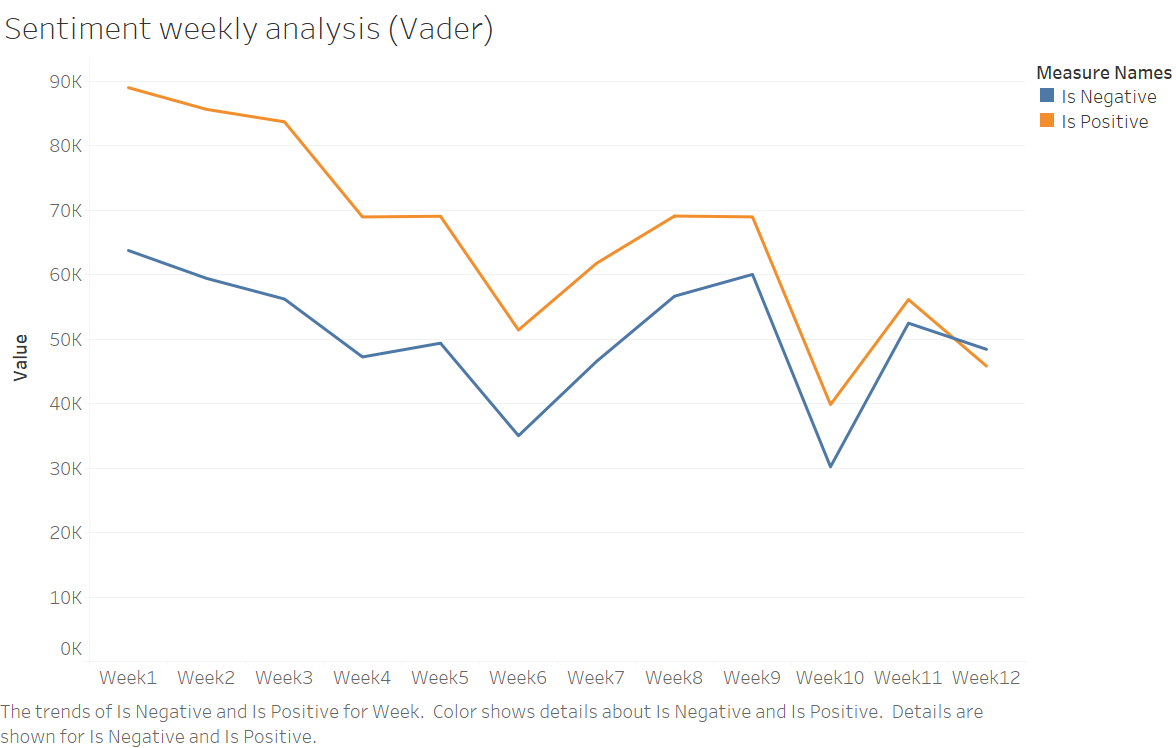 Sentiment weekly analysis (Vader)
Measure Names
Is Negative
Is Positive
Value
90K
80K
70K
60K
50K
40K
30K
20K
10K
0K
Week1 Week2 Week3 Week4 Week5 Week6 Week7 Week8 Week9 Week10 Week11 Week12
The trends of Is Negative and Is Positive for Week. Color shows details about Is Negative and Is Positive. Details are
shown for Is Negative and Is Positive.